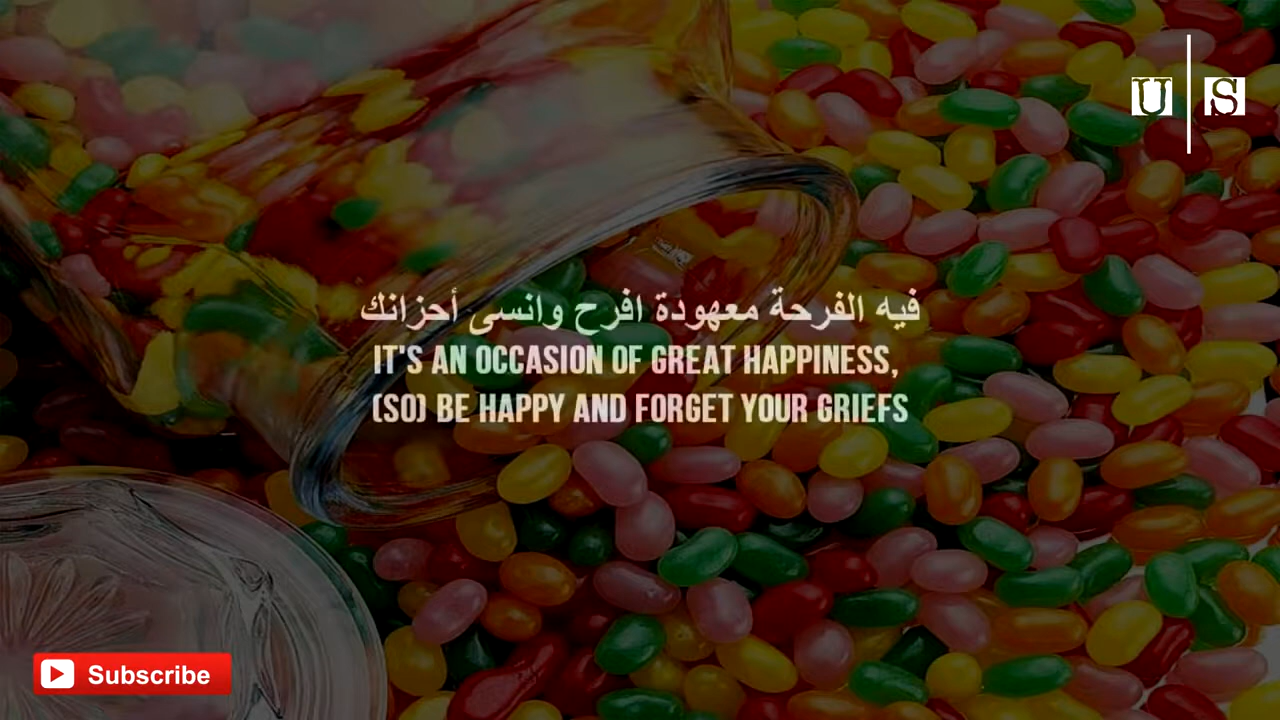 U S
فيه الفرحة معهودة افرح وانسى أحزانك
IT'S AN OCCASION OF GREAT HAPPINESS,
(SO) BE HAPPY AND FORGET YOUR GRIEFS
Subscribe